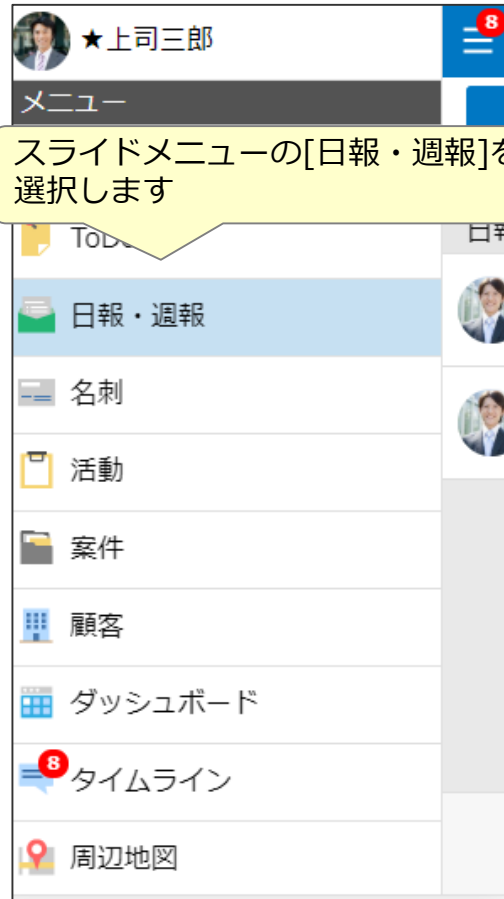 ★上司三郎
8
メニュー
スライドメニューの[日報・週報]を
選択します
日報・週報
名刺
活動
案件
顧客
ダッシュボード
8
タイムライン
周辺地図